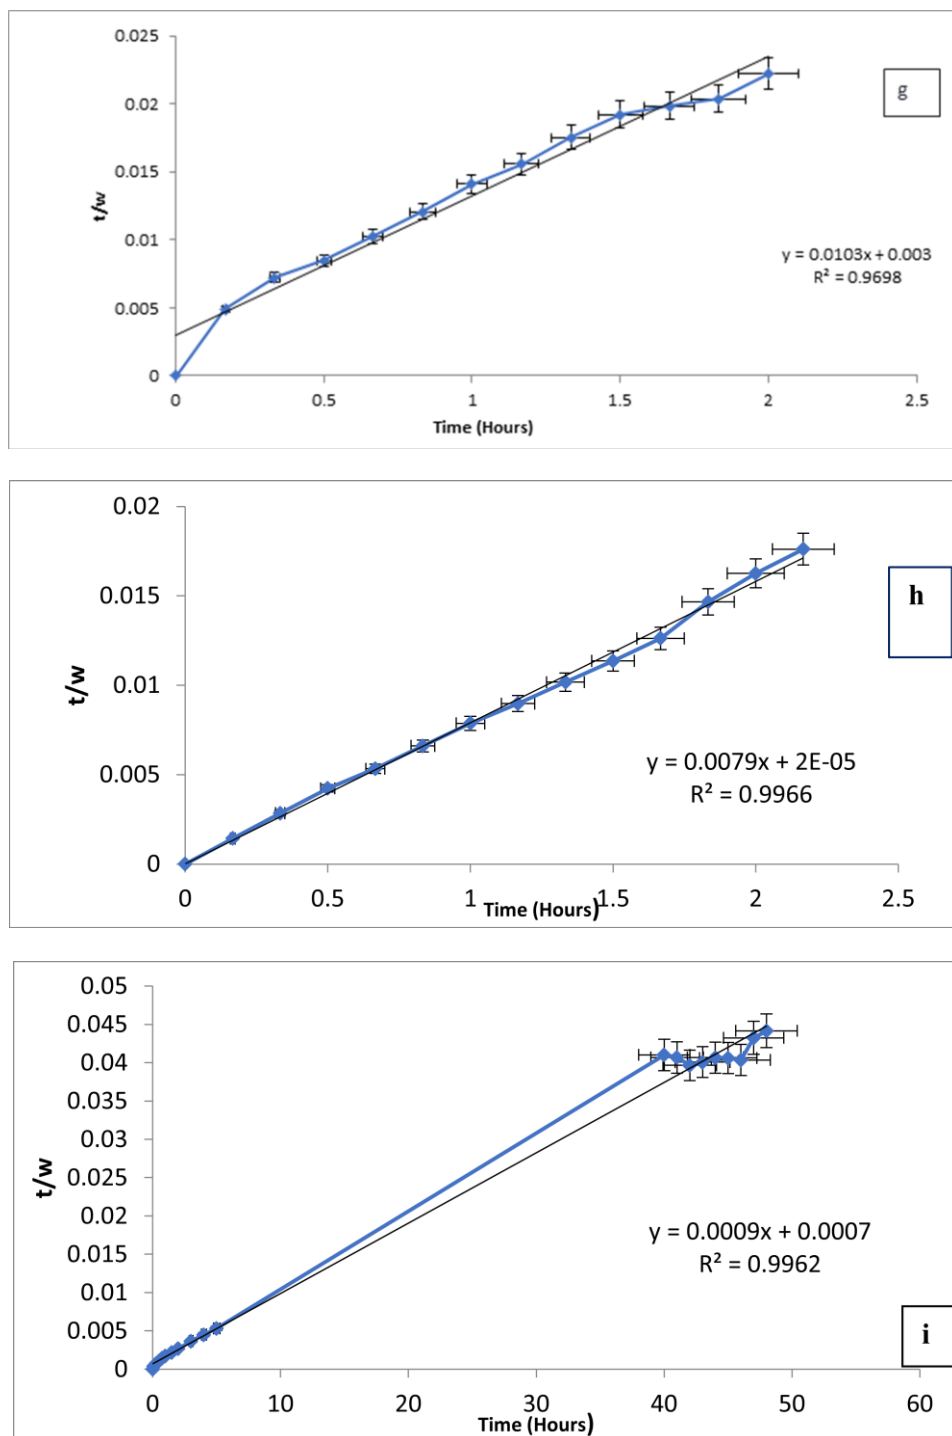 0.025
g
0.02
0.015
t/w
0.01
y = 0.0103x + 0.003
R² = 0.9698
0.005
0
0 0.5 1 1.5 2 2.5
Time (Hours)
0.02
h
0.015
t/w
0.01
y = 0.0079x + 2E-05
R² = 0.9966
0.005
0
0 0.5 1 1.5 2 2.5
Time (Hours)
0.05
0.045
0.04
0.035
0.03
t/w
0.025
0.02
y = 0.0009x + 0.0007
R² = 0.9962
0.015
0.01
0.005
i
0
0 10 20 30 40 50 60
Time (Hours)